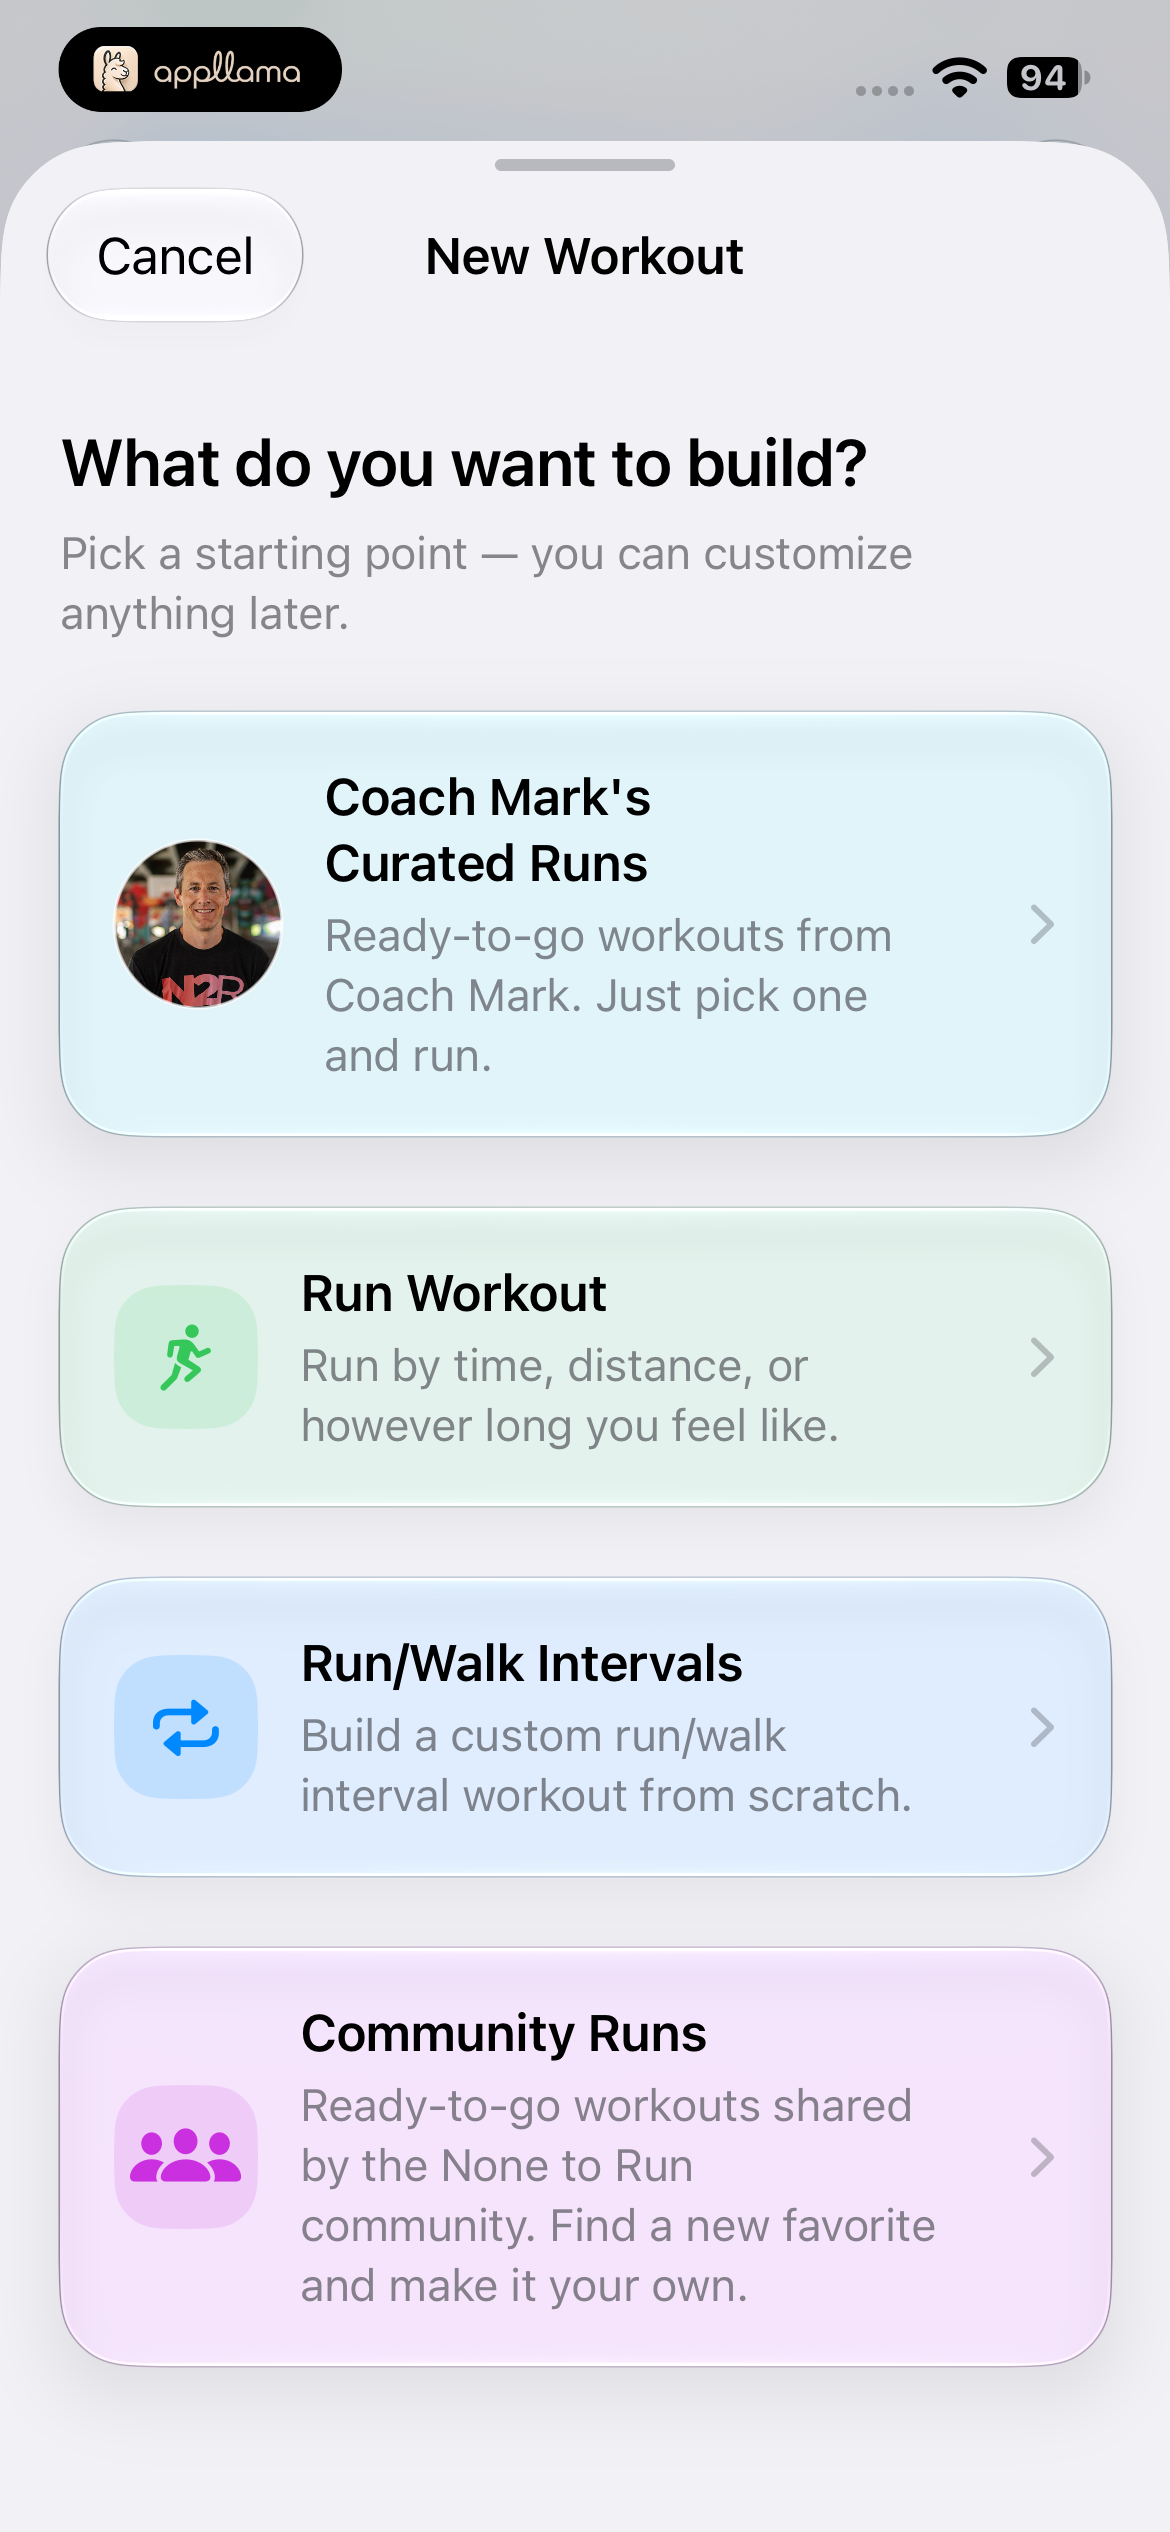 appllama
94
Cancel
New Workout
What do you want to build?
Pick a starting point — you can customize
anything later.
Coach Mark's
Curated Runs
Ready-to-go workouts from
Coach Mark. Just pick one
and run.
N2R
Run Workout
Run by time, distance, or
however long you feel like.
Run/Walk Intervals
Build a custom run/walk
interval workout from scratch.
Community Runs
Ready-to-go workouts shared
by the None to Run
community. Find a new favorite
and make it your own.